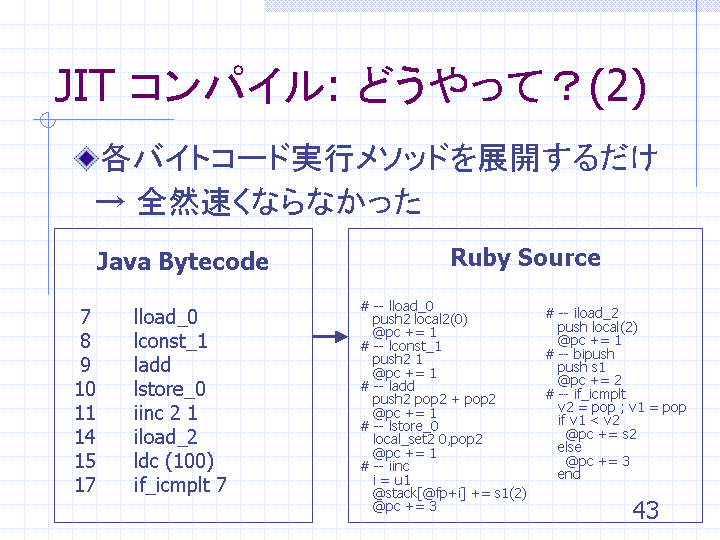 JIT コンパイル: どうやって？(2)
各バイトコード実行メソッドを展開するだけ
→ 全然速くならなかった
Java Bytecode
7 lload_0
8 lconst_1
9 ladd
10 lstore_0
11 iinc 2 1
14 iload_2
15 ldc (100)
17 if_icmplt 7
Ruby Source
# -- lload_0
push2 local2(0)
@pc += 1
# -- lconst_1
push2 1
@pc += 1
# -- ladd
push2 pop2 + pop2
@pc += 1
# -- lstore_0
local_set2 0,pop2
@pc += 1
# -- iinc
i = u1
@stack[@fp+i] += s1(2)
@pc += 3
# -- iload_2
push local(2)
@pc += 1
# -- bipush
push s1
@pc += 2
# -- if_icmplt
v2 = pop ; v1 = pop
if v1 < v2
@pc += s2
else
@pc += 3
end
43